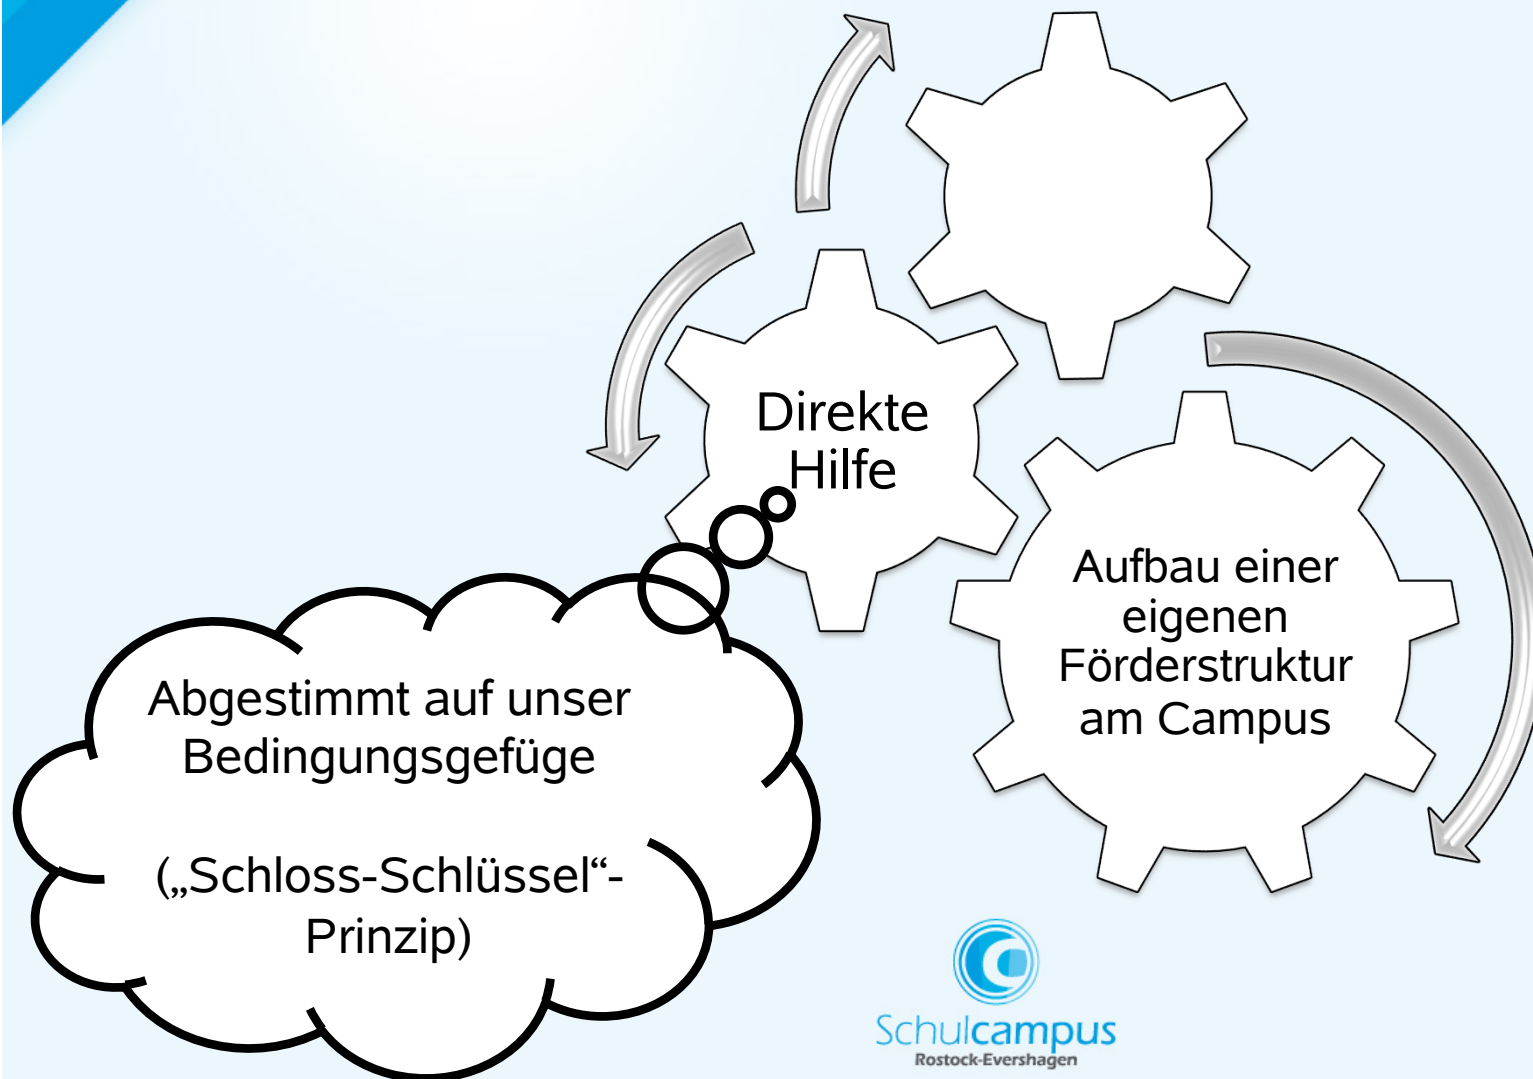 Direkte
Hilfe
Aufbau einer
eigenen
Förderstruktur
am Campus
Abgestimmt auf unser
Bedingungsgefüge
(„Schloss-Schlüssel“-
Prinzip)
Schulcampus
Rostock-Evershagen